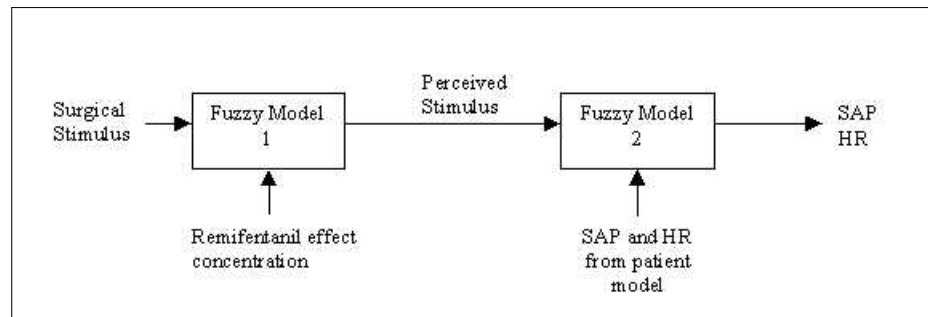 Surgical
Stimulus
Fuzzy Model
1
Perceived
Stimulus
Fuzzy Model
2
SAP
HR
Remifentanil effect
concentration
SAP and HR
from patient
model